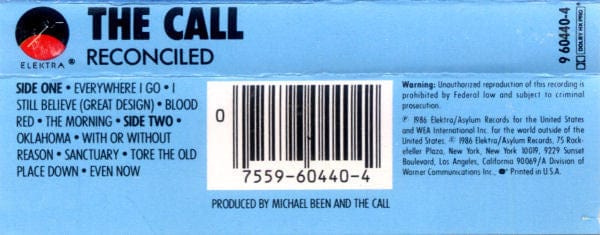 THE CALL
RECONCILED
ELEKTRA ®
9 60440-4
DOLBY HX PRO
SIDE ONE • EVERYWHERE I GO • I
STILL BELIEVE (GREAT DESIGN) • BLOOD
RED • THE MORNING • SIDE TWO •
OKLAHOMA • WITH OR WITHOUT
REASON • SANCTUARY • TORE THE OLD
PLACE DOWN • EVEN NOW
0
7559-60440-4
PRODUCED BY MICHAEL BEEN AND THE CALL
Warning: Unauthorized reproduction of this recording is
prohibited by Federal law and subject to criminal
prosecution.
℗ 1986 Elektra/Asylum Records for the United States
and WEA International Inc. for the world outside of the
United States. © 1986 Elektra/Asylum Records, 75 Rock-
efeller Plaza, New York, New York 10019, 9229 Sunset
Boulevard, Los Angeles, California 90069/A Division of
Warner Communications Inc., Printed in U.S.A.